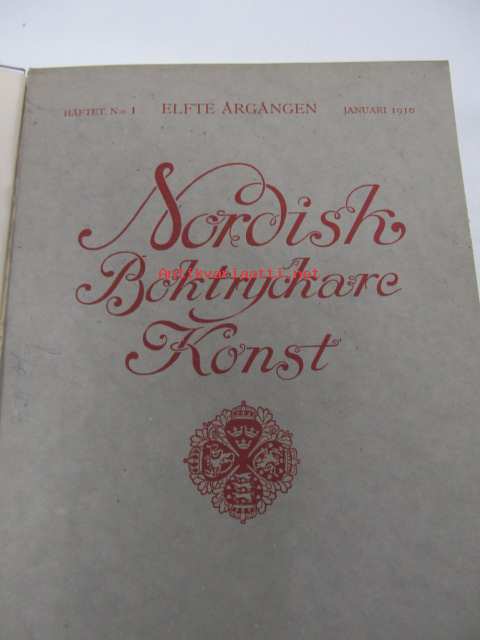 HÄFTET N:o 1 ELFTE ÅRGÅNGEN JANUARI 1910
Nordisk
Boktryckare
Konst
Antikvariaatti.net